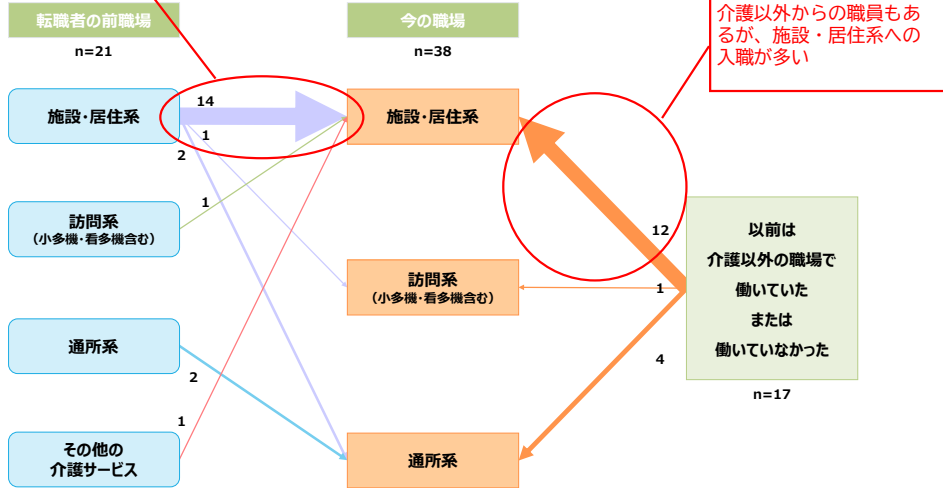 転職者の前職場
n=21
今の職場
n=38
介護以外からの職員もあ
るが、施設・居住系への
入職が多い
施設・居住系
14
1
2
施設・居住系
訪問系
(小多機・看多機含む)
1
12
以前は
介護以外の職場で
働いていた
または
働いていなかった
n=17
訪問系
(小多機・看多機含む)
1
通所系
2
4
1
その他の
介護サービス
通所系